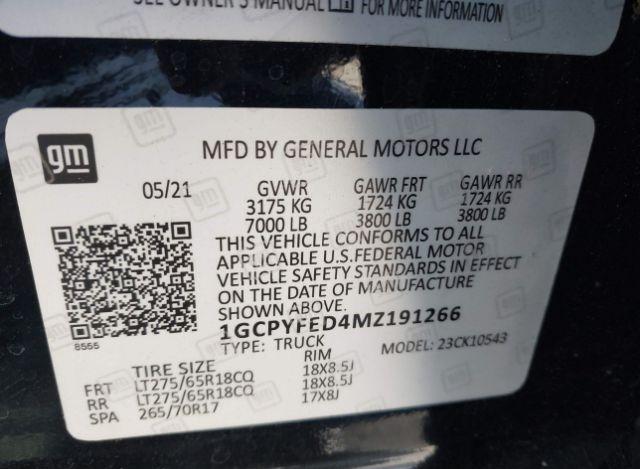 SEE OWNER'S MANUAL FOR MORE INFORMATION
gm
MFD BY GENERAL MOTORS LLC
05/21 GVWR GAWR FRT GAWR RR
3175 KG 1724 KG 1724 KG
7000 LB 3800 LB 3800 LB
THIS VEHICLE CONFORMS TO ALL
APPLICABLE U.S.FEDERAL MOTOR
VEHICLE SAFETY STANDARDS IN EFFECT
ON THE DATE OF MANUFACTURE
SHOWN ABOVE.
1GCPYFED4MZ191266
8555
TYPE: TRUCK MODEL: 23CK10543
TIRE SIZE RIM
FRT LT275/65R18CQ 18X8.5J
RR LT275/65R18CQ 18X8.5J
SPA 265/70R17 17X8J